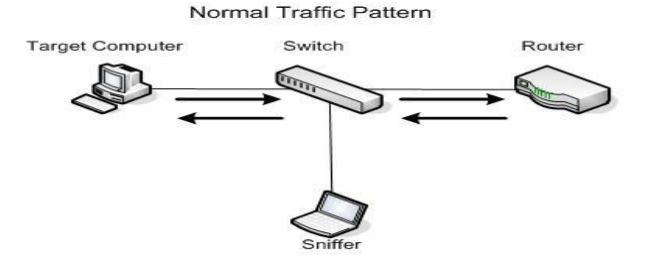 Normal Traffic Pattern
Target Computer Switch Router
Sniffer